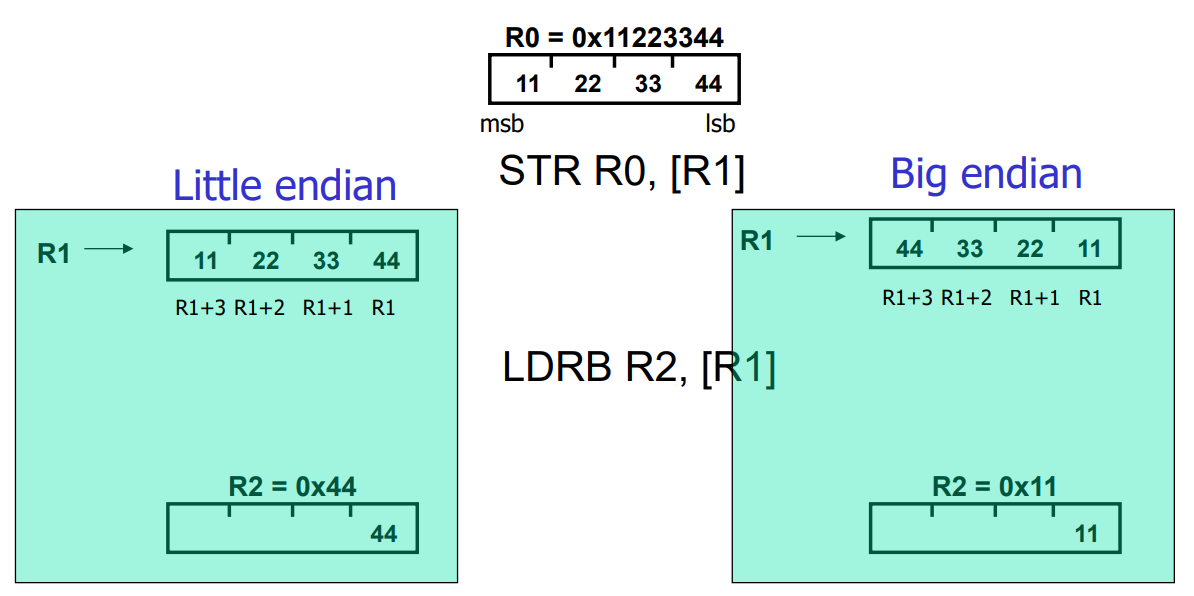 R0 = 0x11223344
11 22 33 44
msb lsb
STR R0, [R1]
Little endian
Big endian
R1
11 22 33 44
R1+3 R1+2 R1+1 R1
R1
44 33 22 11
R1+3 R1+2 R1+1 R1
LDRB R2, [R1]
R2 = 0x44
44
R2 = 0x11
11